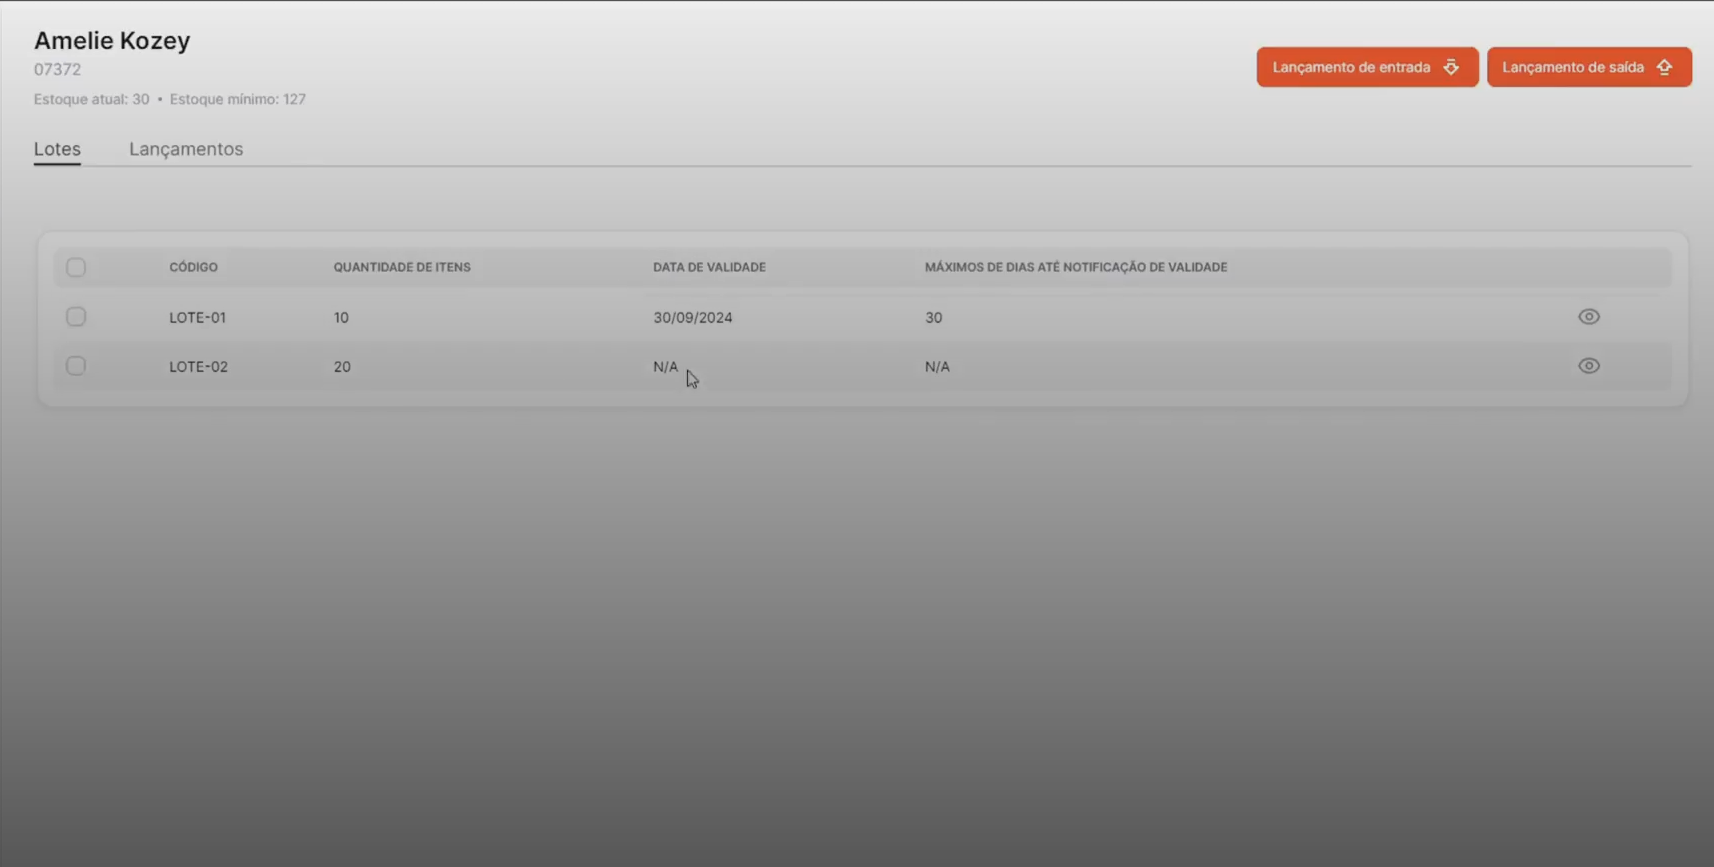 Amelie Kozey
07372
Estoque atual: 30 • Estoque mínimo: 127
Lançamento de entrada
Lançamento de saída
Lotes
Lançamentos
CÓDIGO QUANTIDADE DE ITENS DATA DE VALIDADE MÁXIMOS DE DIAS ATÉ NOTIFICAÇÃO DE VALIDADE
LOTE-01 10 30/09/2024 30
LOTE-02 20 N/A N/A